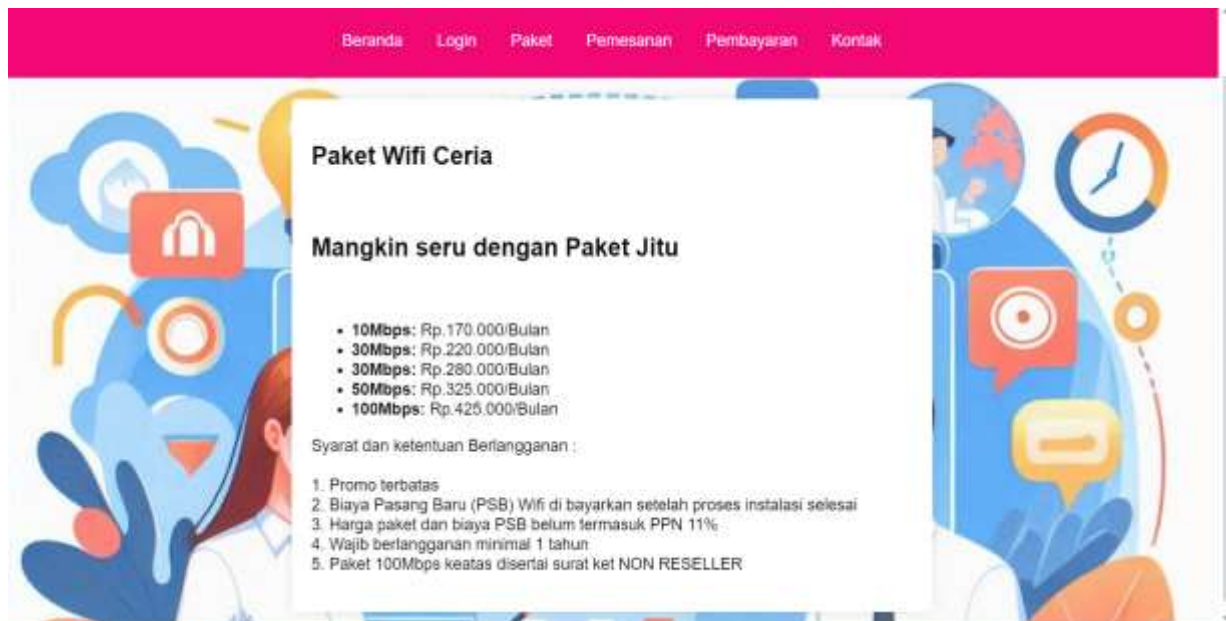 Beranda Login Paket Pemesanan Pembayaran Kontak
Paket Wifi Ceria
Mangkin seru dengan Paket Jitu
• 10Mbps: Rp.170.000/Bulan
• 30Mbps: Rp.220.000/Bulan
• 30Mbps: Rp.280.000/Bulan
• 50Mbps: Rp.325.000/Bulan
• 100Mbps: Rp.425.000/Bulan
Syarat dan ketentuan Berlangganan :
1. Promo terbatas
2. Biaya Pasang Baru (PSB) Wifi di bayarkan setelah proses instalasi selesai
3. Harga paket dan biaya PSB belum termasuk PPN 11%
4. Wajib berlangganan minimal 1 tahun
5. Paket 100Mbps keatas disertai surat ket NON RESELLER